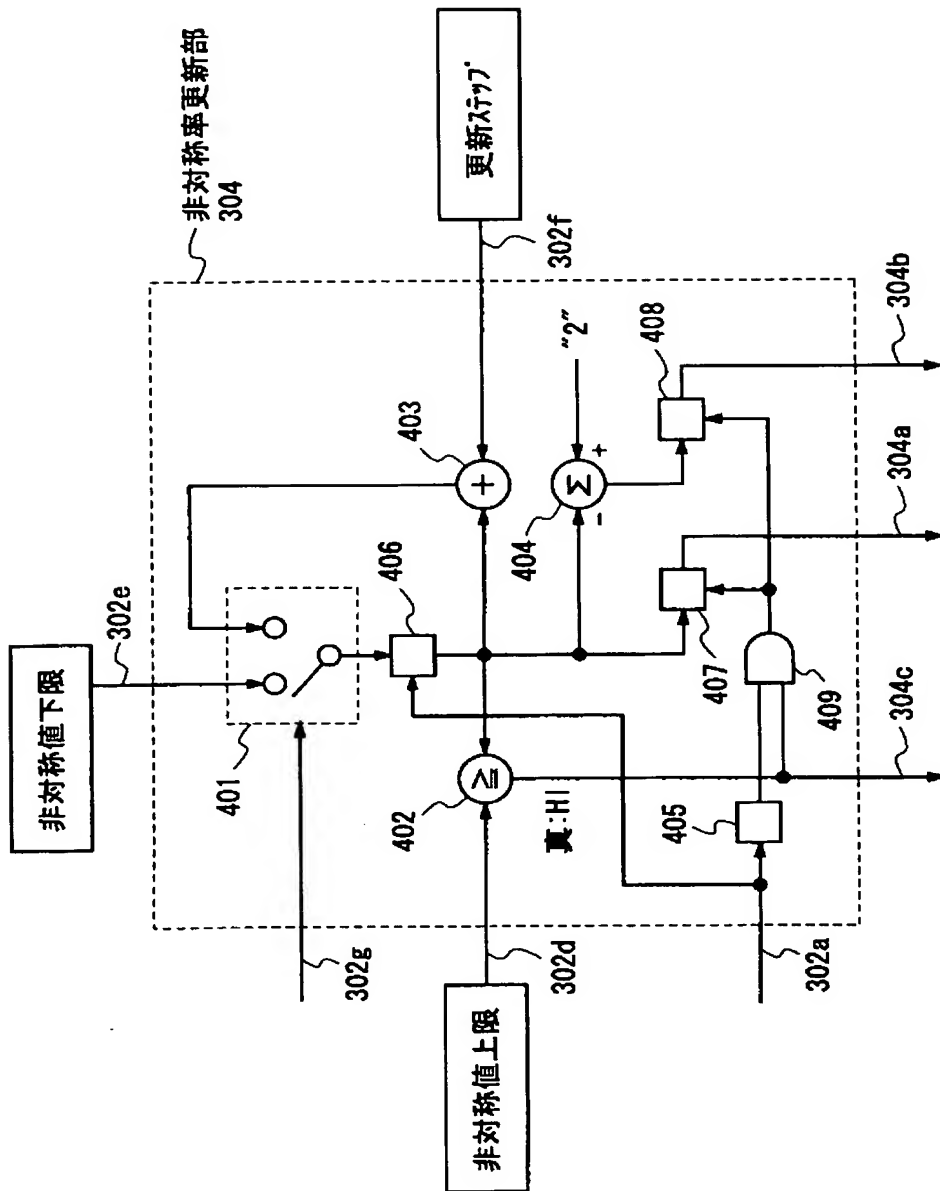 非対称率更新部
304
更新ステップ
302f
非対称値下限
302e
403
"2"
408
304b
+
+
401
406
404
Σ
-
407
304a
402
≧
真:HI
409
405
304c
302g
302d
302a
非対称値上限